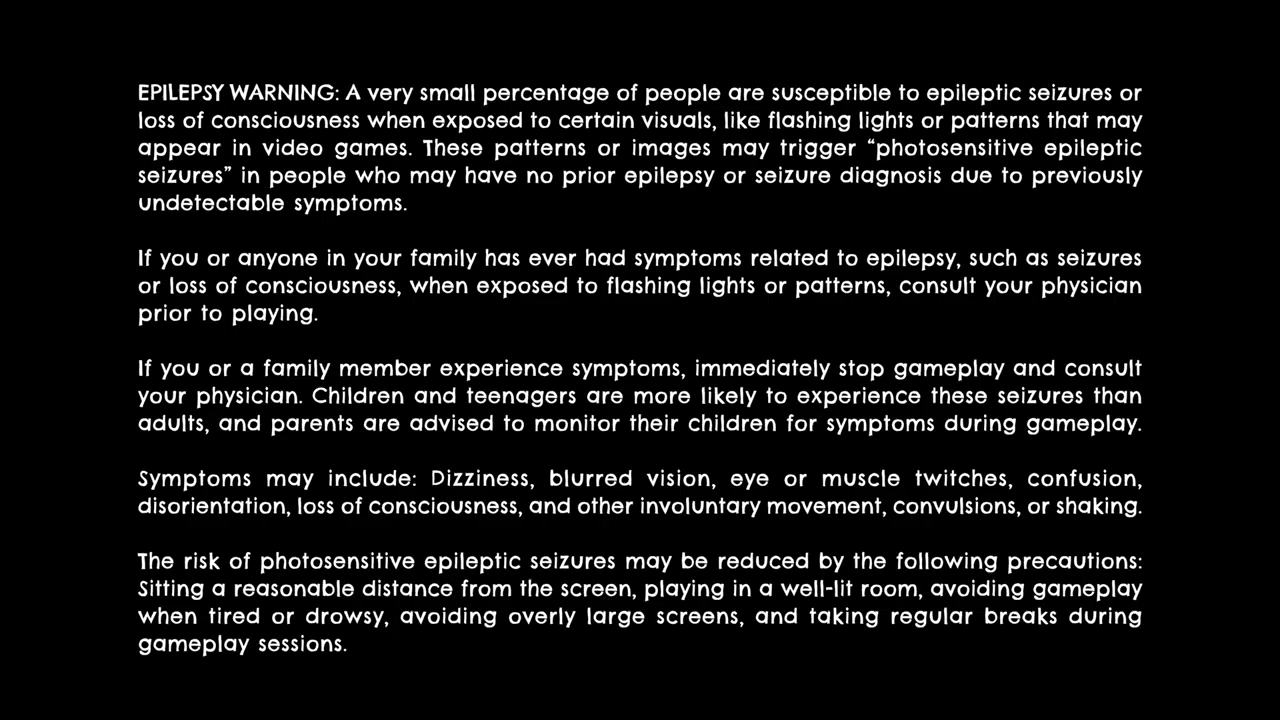 EPILEPSY WARNING: A very small percentage of people are susceptible to epileptic seizures or
loss of consciousness when exposed to certain visuals, like flashing lights or patterns that may
appear in video games. These patterns or images may trigger “photosensitive epileptic
seizures” in people who may have no prior epilepsy or seizure diagnosis due to previously
undetectable symptoms.
If you or anyone in your family has ever had symptoms related to epilepsy, such as seizures
or loss of consciousness, when exposed to flashing lights or patterns, consult your physician
prior to playing.
If you or a family member experience symptoms, immediately stop gameplay and consult
your physician. Children and teenagers are more likely to experience these seizures than
adults, and parents are advised to monitor their children for symptoms during gameplay.
Symptoms may include: Dizziness, blurred vision, eye or muscle twitches, confusion,
disorientation, loss of consciousness, and other involuntary movement, convulsions, or shaking.
The risk of photosensitive epileptic seizures may be reduced by the following precautions:
Sitting a reasonable distance from the screen, playing in a well-lit room, avoiding gameplay
when tired or drowsy, avoiding overly large screens, and taking regular breaks during
gameplay sessions.